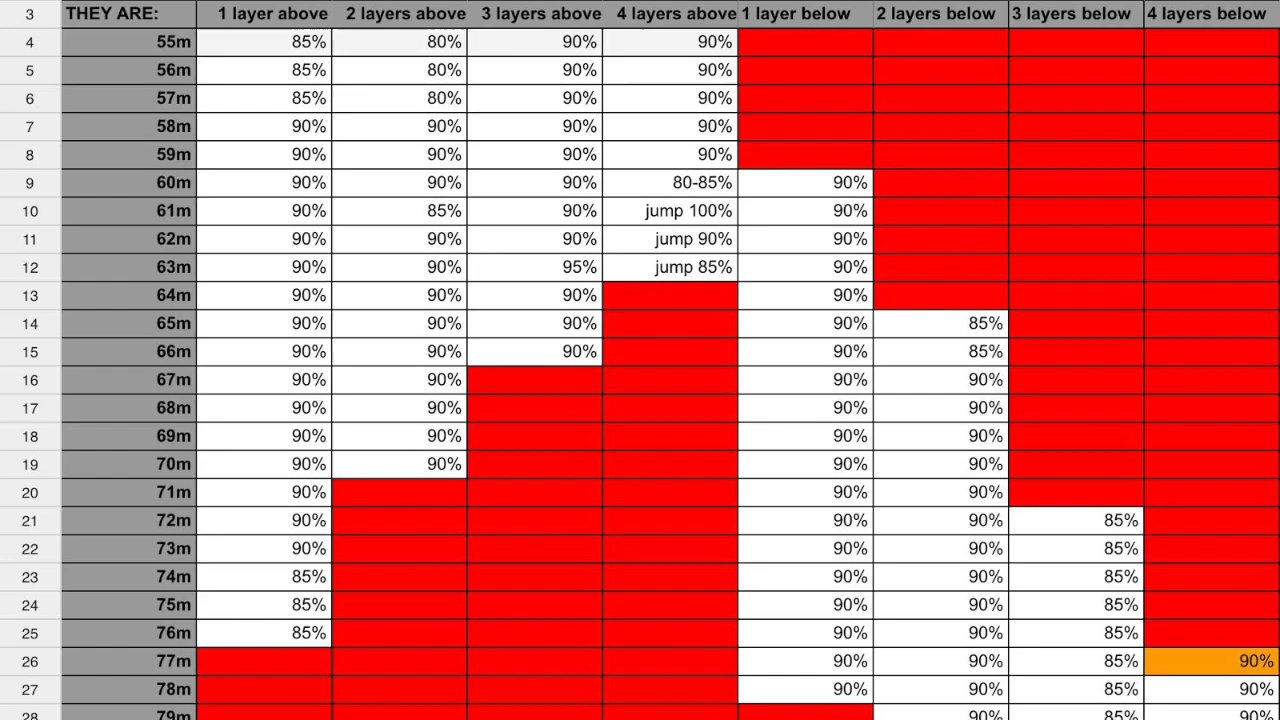 3 THEY ARE: 1 layer above 2 layers above 3 layers above 4 layers above 1 layer below 2 layers below 3 layers below 4 layers below
4 55m 85% 80% 90% 90%
5 56m 85% 80% 90% 90%
6 57m 85% 80% 90% 90%
7 58m 90% 90% 90% 90%
8 59m 90% 90% 90% 90%
9 60m 90% 90% 90% 80-85% 90%
10 61m 90% 85% 90% jump 100% 90%
11 62m 90% 90% 90% jump 90% 90%
12 63m 90% 90% 95% jump 85% 90%
13 64m 90% 90% 90% 90%
14 65m 90% 90% 90% 90% 85%
15 66m 90% 90% 90% 90% 85%
16 67m 90% 90% 90% 90%
17 68m 90% 90% 90% 90%
18 69m 90% 90% 90% 90%
19 70m 90% 90% 90% 90%
20 71m 90% 90% 90%
21 72m 90% 90% 90% 85%
22 73m 90% 90% 90% 85%
23 74m 85% 90% 90% 85%
24 75m 85% 90% 90% 85%
25 76m 85% 90% 90% 85%
26 77m 90% 90% 85% 90%
27 78m 90% 90% 85% 90%
28 79m 90% 85% 90%